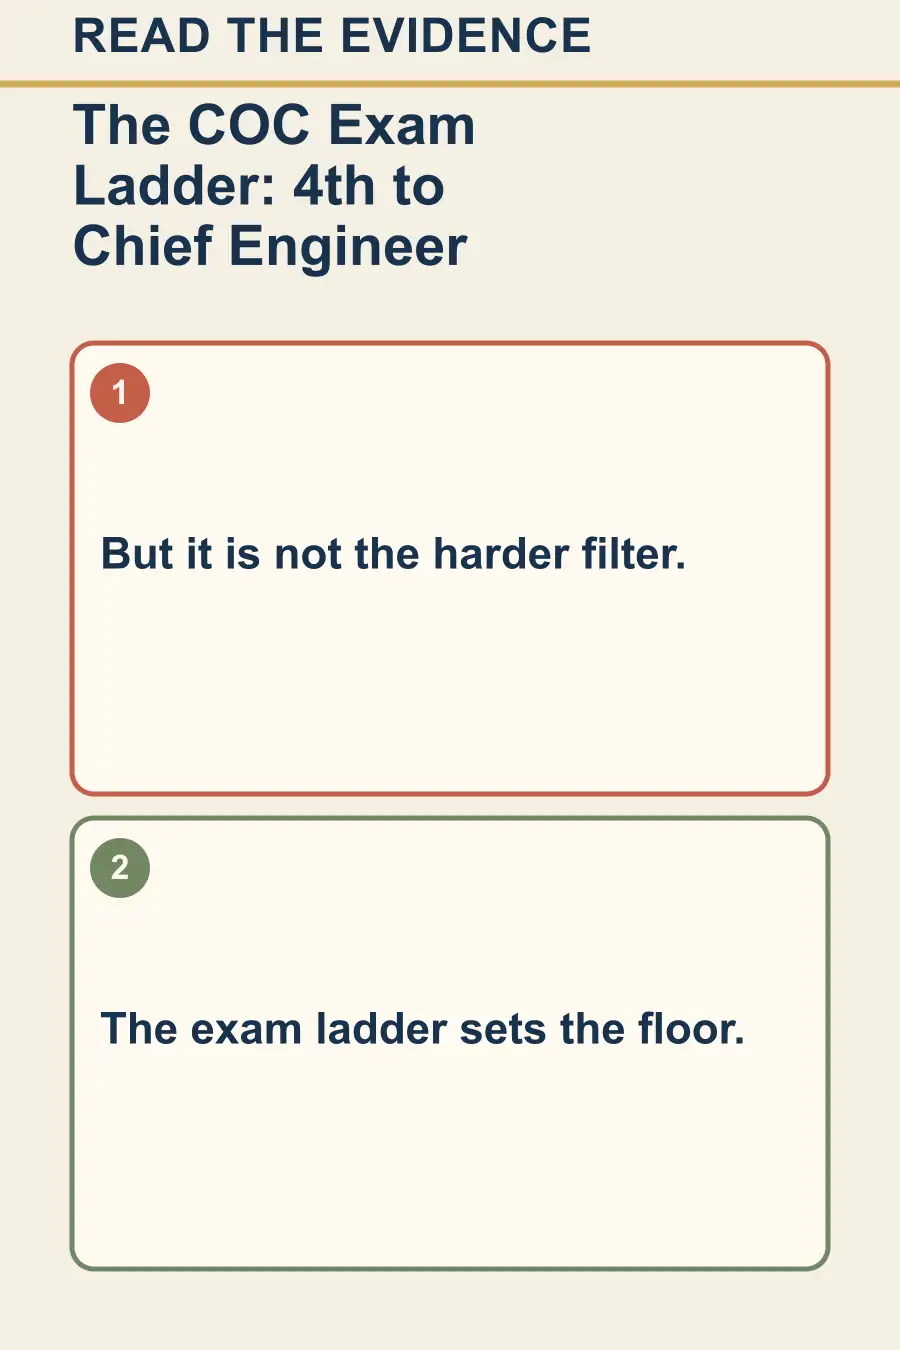 READ THE EVIDENCE
The COC Exam
Ladder: 4th to
Chief Engineer
1
But it is not the harder filter.
2
The exam ladder sets the floor.